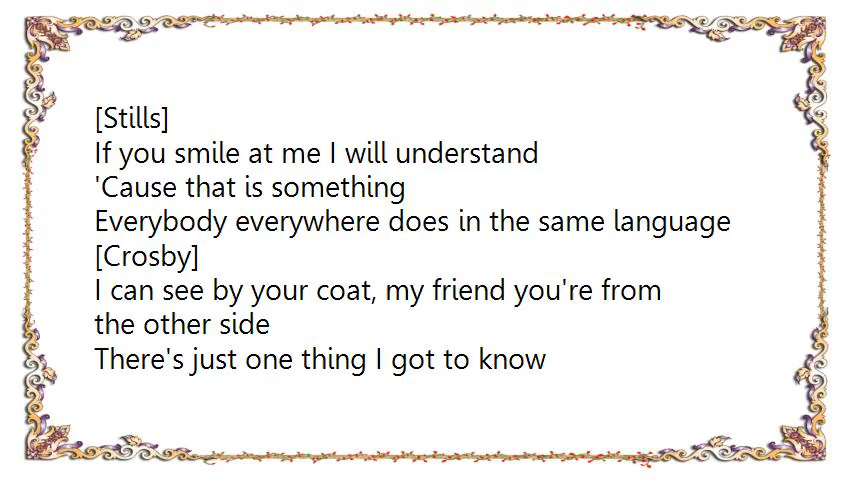 [Stills]
If you smile at me I will understand
'Cause that is something
Everybody everywhere does in the same language
[Crosby]
I can see by your coat, my friend you're from
the other side
There's just one thing I got to know